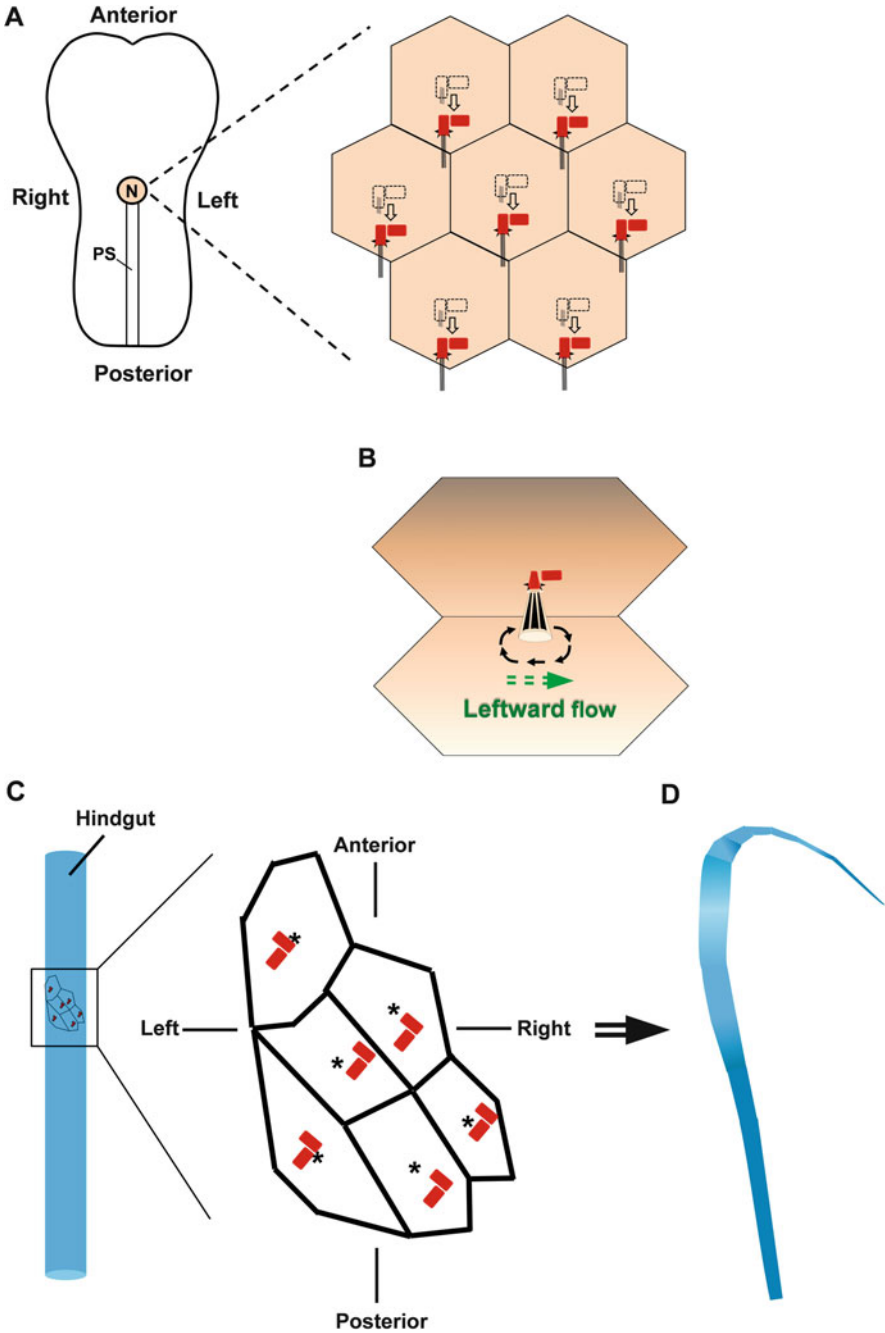 A
Anterior
Right
N
Left
PS
Posterior
B
Leftward flow
C
Hindgut
Anterior
Left
*
*
*
*
*
*
Right
Posterior
D